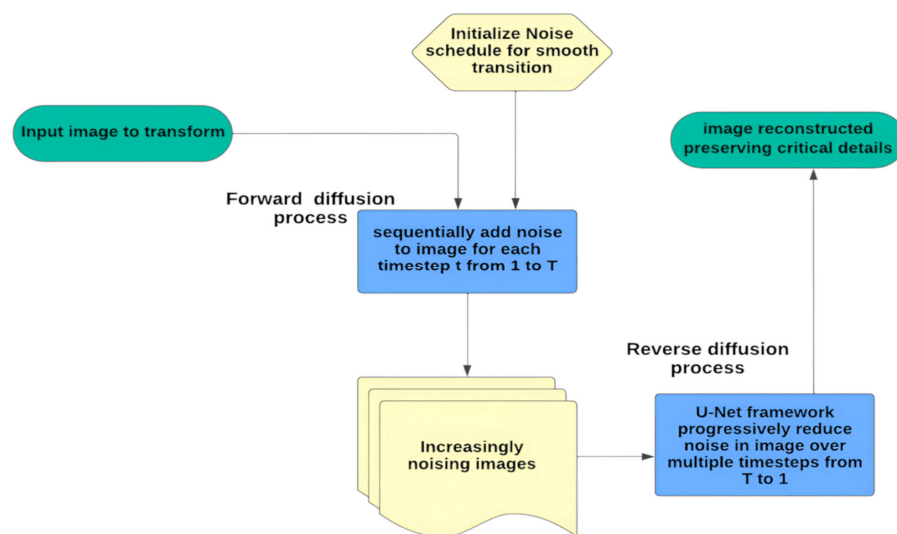 Initialize Noise
schedule for smooth
transition
Input image to transform
image reconstructed
preserving critical details
Forward diffusion
process
sequentially add noise
to image for each
timestep t from 1 to T
Increasingly
noising images
Reverse diffusion
process
U-Net framework
progressively reduce
noise in image over
multiple timesteps from
T to 1